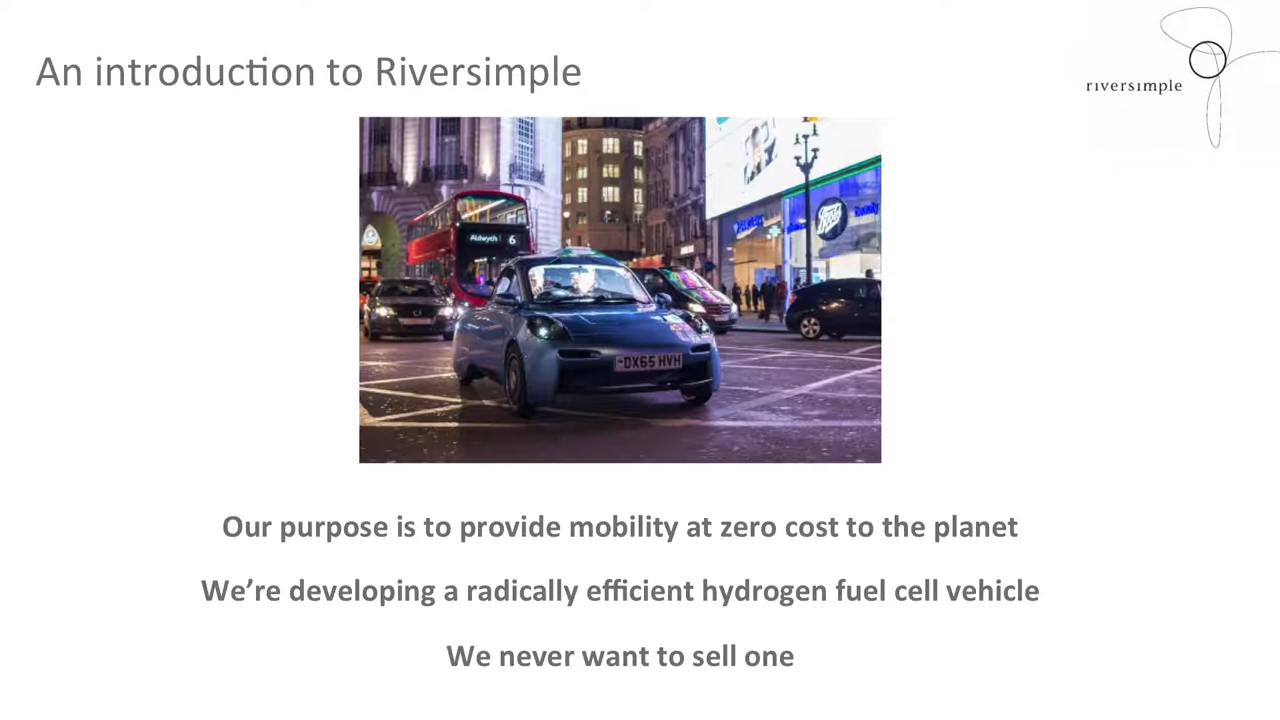 An introduction to Riversimple
riversimple
Aldwych 6
Boots
DX65 HVH
Our purpose is to provide mobility at zero cost to the planet
We’re developing a radically efficient hydrogen fuel cell vehicle
We never want to sell one